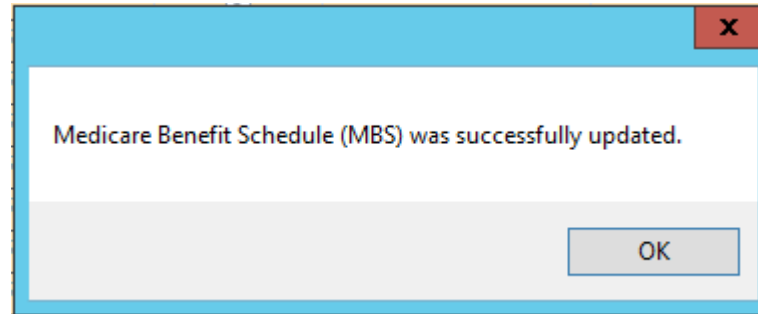 x
Medicare Benefit Schedule (MBS) was successfully updated.
OK